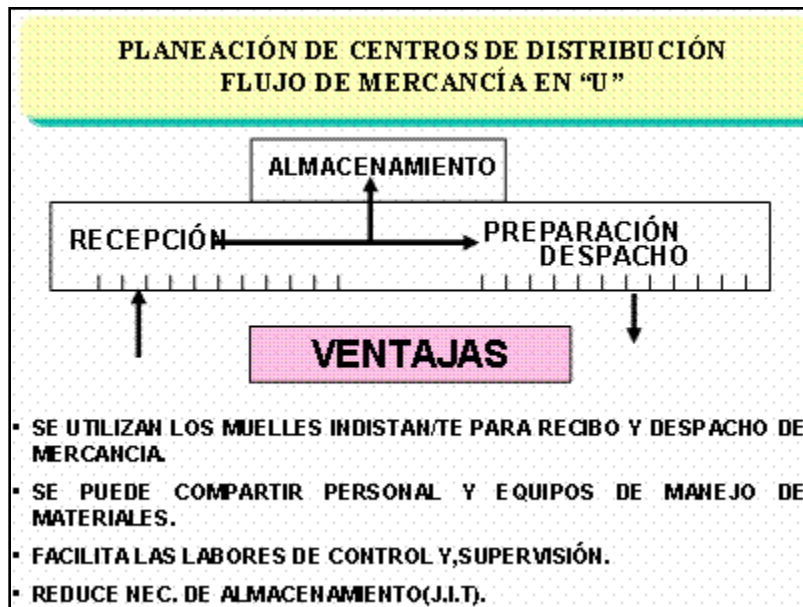 PLANEACIÓN DE CENTROS DE DISTRIBUCIÓN
FLUJO DE MERCANCÍA EN “U”
ALMACENAMIENTO
RECEPCIÓN
PREPARACIÓN
DESPACHO
VENTAJAS
▪ SE UTILIZAN LOS MUELLES INDISTAN/TE PARA RECIBO Y DESPACHO DE
MERCANCIA.
▪ SE PUEDE COMPARTIR PERSONAL Y EQUIPOS DE MANEJO DE
MATERIALES.
▪ FACILITA LAS LABORES DE CONTROL Y,SUPERVISIÓN.
▪ REDUCE NEC. DE ALMACENAMIENTO(J.I.T).